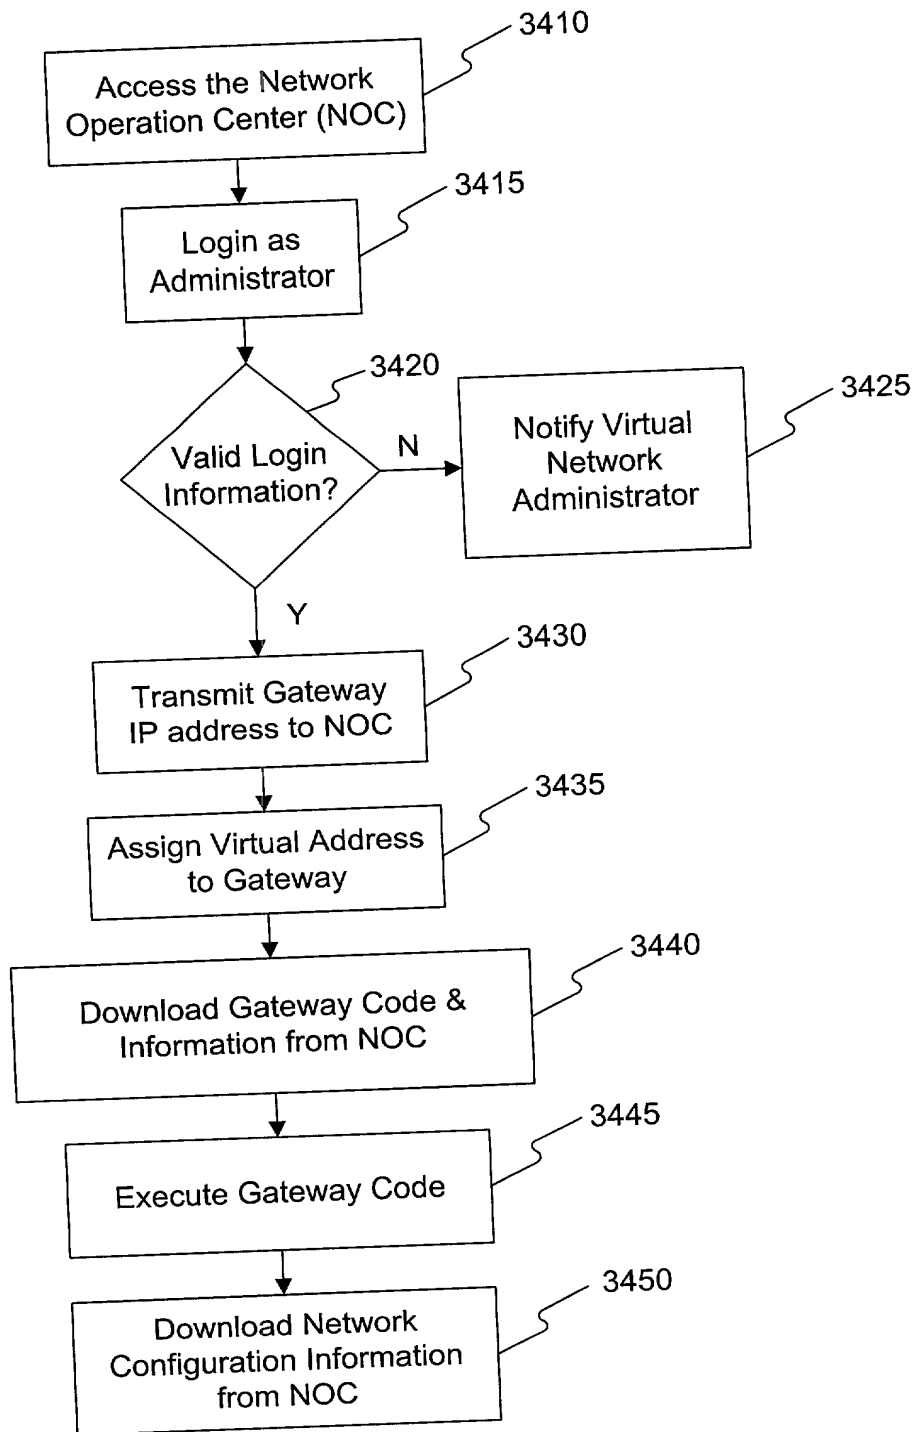 3410
Access the Network
Operation Center (NOC)
3415
Login as
Administrator
3420
Valid Login
Information?
N
3425
Notify Virtual
Network
Administrator
Y
3430
Transmit Gateway
IP address to NOC
3435
Assign Virtual Address
to Gateway
3440
Download Gateway Code &
Information from NOC
3445
Execute Gateway Code
3450
Download Network
Configuration Information
from NOC